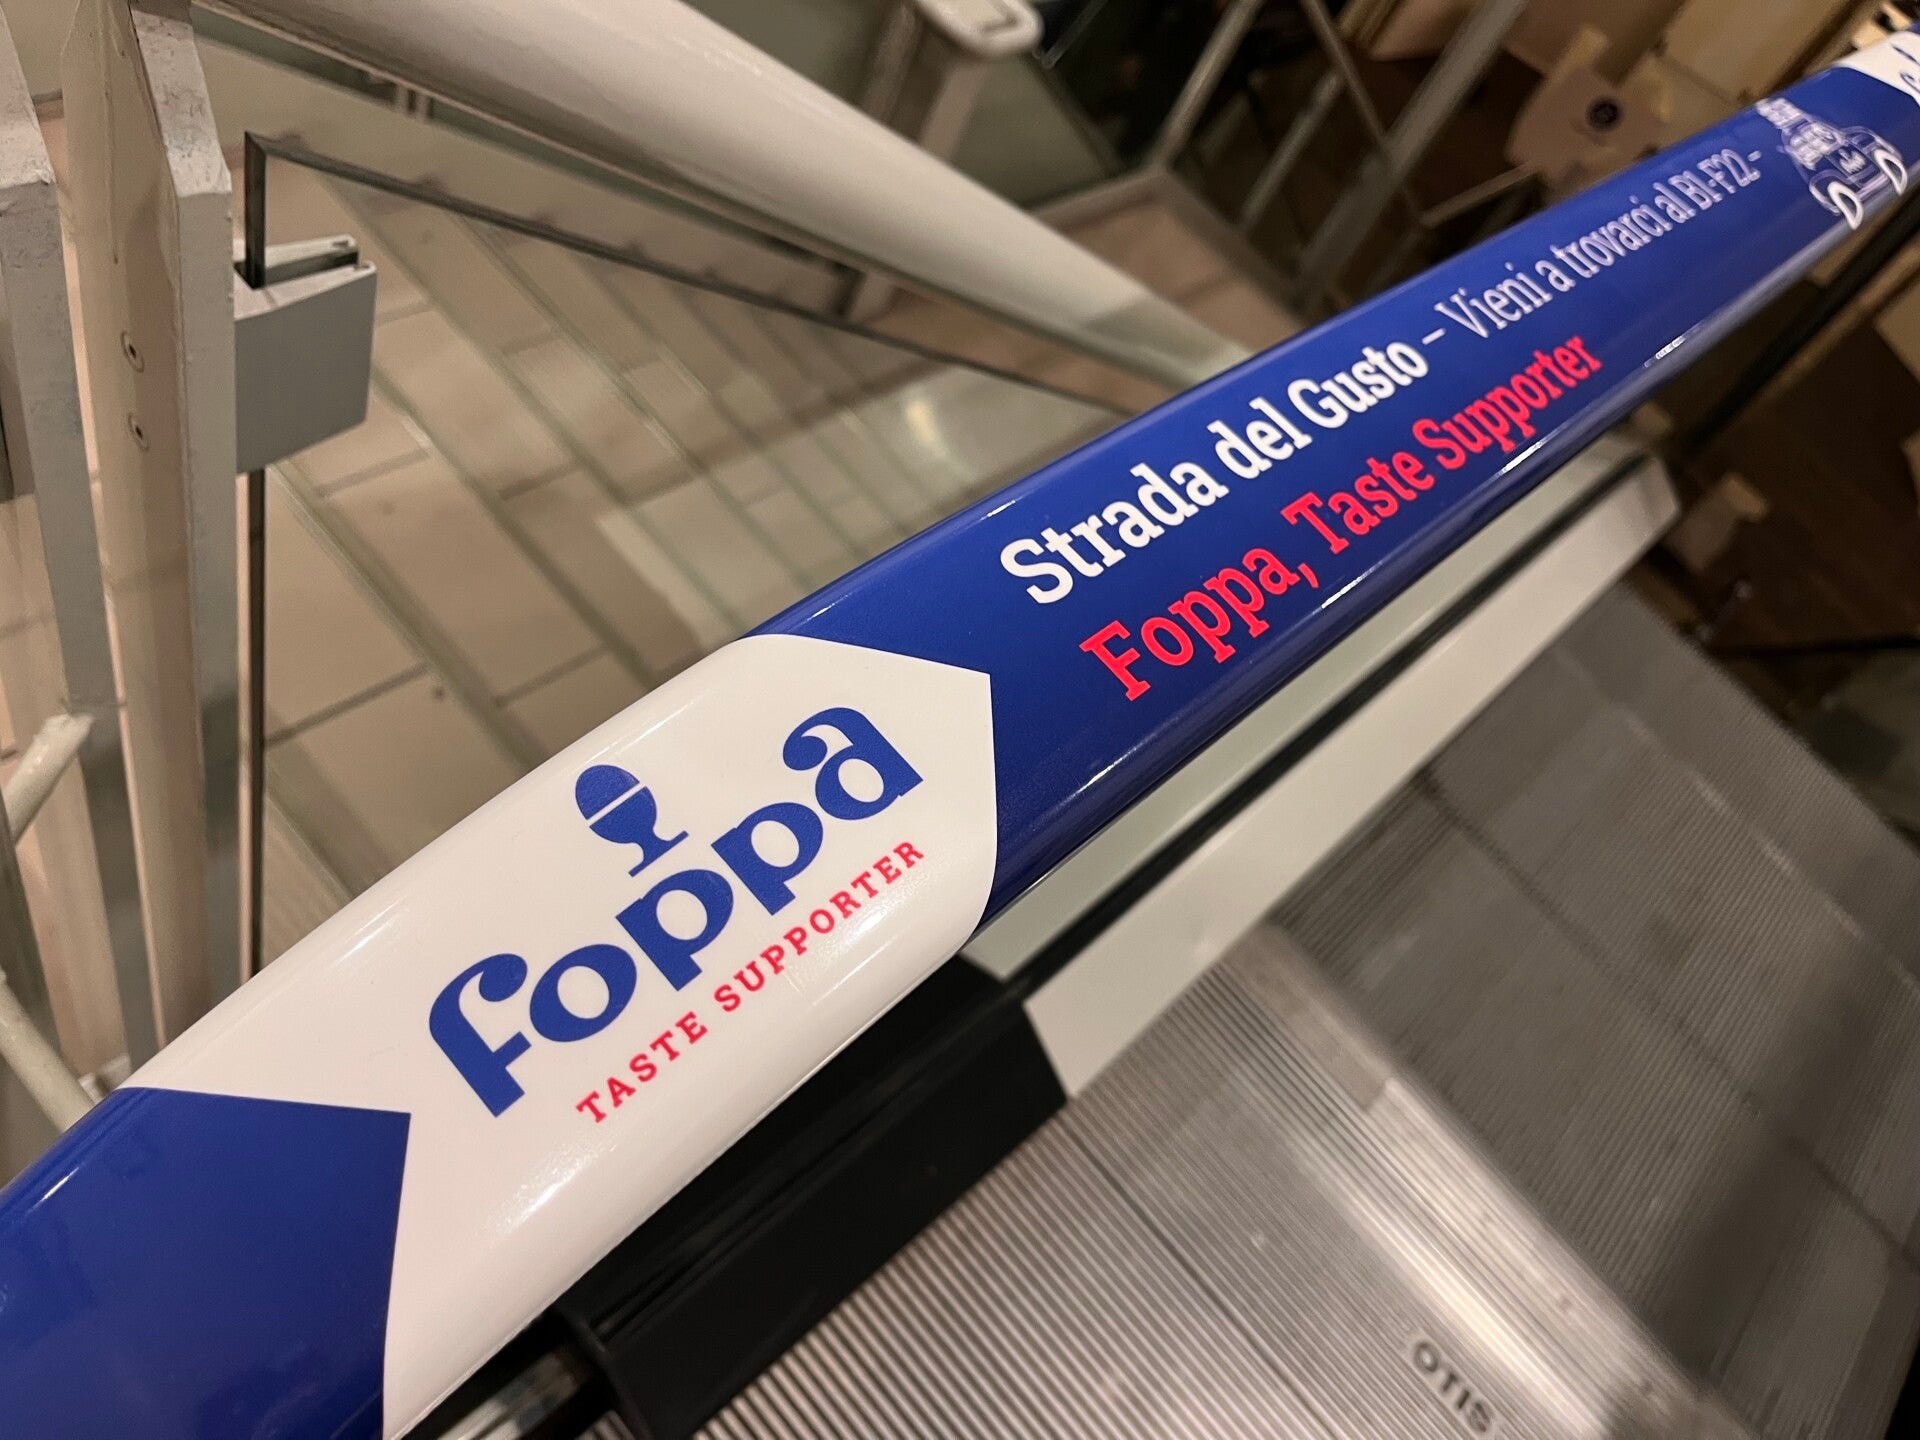 Strada del Gusto – Vieni a trovarci al B1-F22 –
Foppa, Taste Supporter
foppa
TASTE SUPPORTER
OTIS